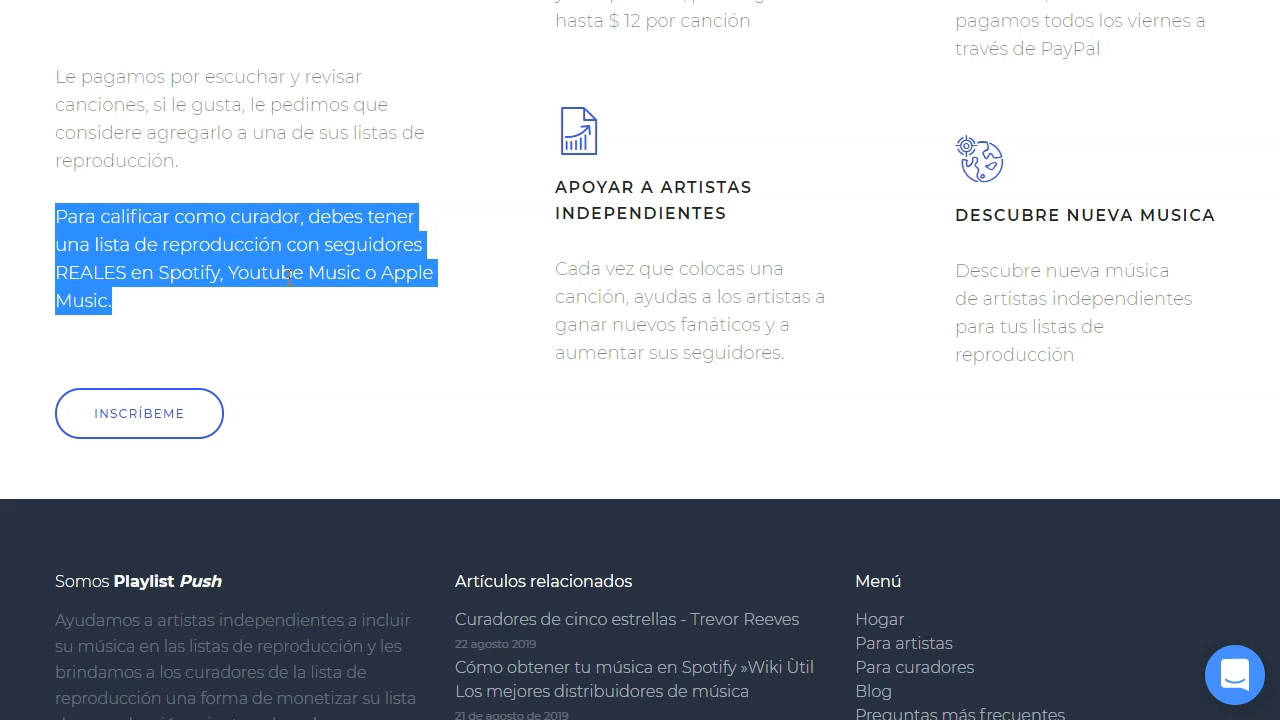 hasta $ 12 por canción
pagamos todos los viernes a
través de PayPal
Le pagamos por escuchar y revisar
canciones, si le gusta, le pedimos que
considere agregarlo a una de sus listas de
reproducción.
Para calificar como curador, debes tener
una lista de reproducción con seguidores
REALES en Spotify, Youtube Music o Apple
Music.
INSCRÍBEME
APOYAR A ARTISTAS
INDEPENDIENTES
Cada vez que colocas una
canción, ayudas a los artistas a
ganar nuevos fanáticos y a
aumentar sus seguidores.
DESCUBRE NUEVA MUSICA
Descubre nueva música
de artistas independientes
para tus listas de
reproducción
Somos Playlist Push
Ayudamos a artistas independientes a incluir
su música en las listas de reproducción y les
brindamos a los curadores de la lista de
reproducción una forma de monetizar su lista
Artículos relacionados
Curadores de cinco estrellas - Trevor Reeves
22 agosto 2019
Cómo obtener tu música en Spotify »Wiki Ùtil
Los mejores distribuidores de música
21 de agosto de 2019
Menú
Hogar
Para artistas
Para curadores
Blog
Preguntas más frecuentes